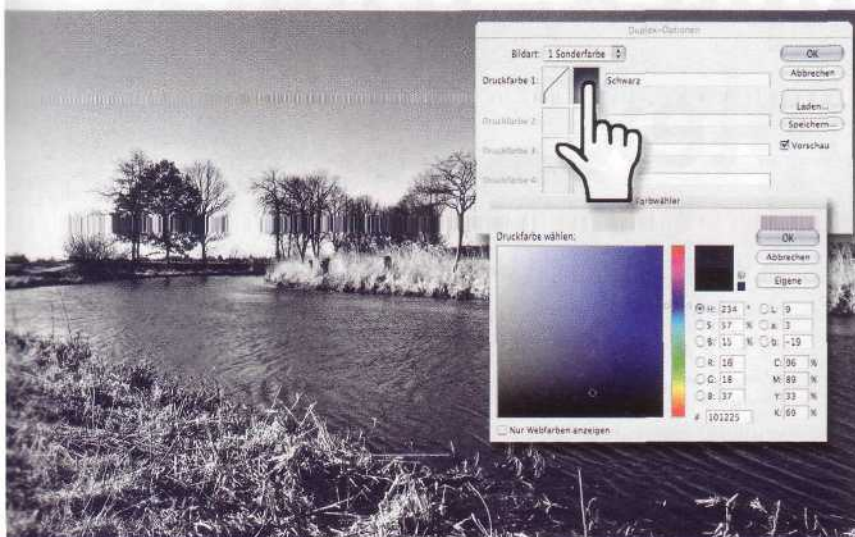 Duplex-Optionen
Bildart: 1 Sonderfarbe
OK
Druckfarbe 1: Schwarz
Abbrechen
Laden...
Druckfarbe 2:
Speichern...
Druckfarbe 3:
Vorschau
Druckfarbe 4:
Farbwähler
Druckfarbe wählen:
OK
Abbrechen
Eigene
H: 234 ° L: 9
S: 57 % a: 3
B: 15 % b: -19
R: 16 C: 96 %
G: 18 M: 89 %
B: 37 Y: 33 %
# 101225 K: 69 %
Nur Webfarben anzeigen